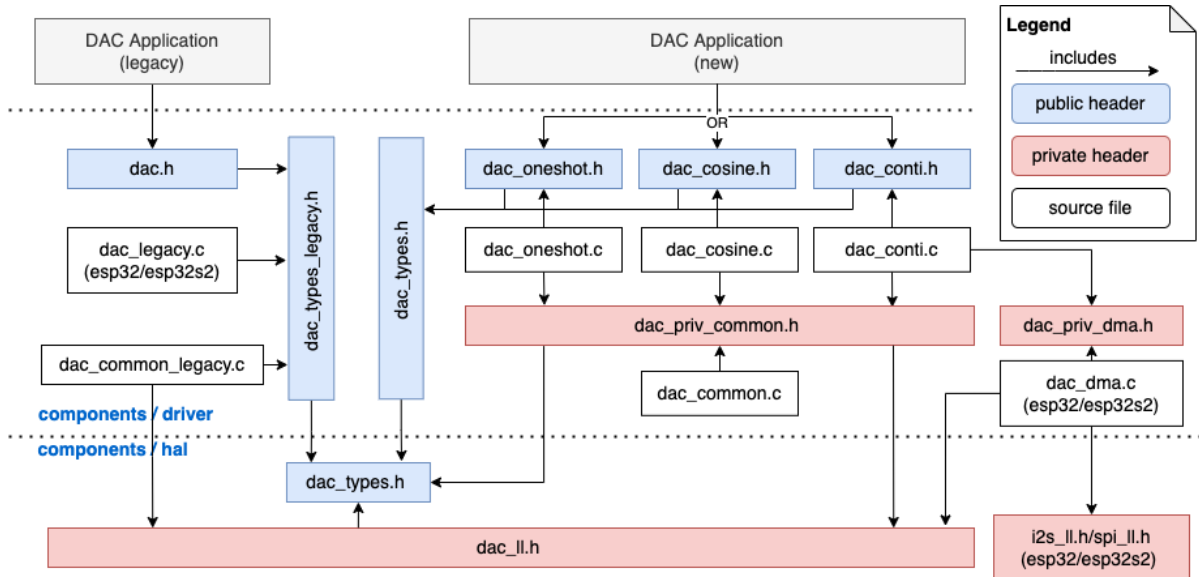 DAC Application
(legacy)
DAC Application
(new)
Legend
includes
public header
private header
source file
OR
dac.h
dac_types_legacy.h
dac_types.h
dac_oneshot.h
dac_cosine.h
dac_conti.h
dac_legacy.c
(esp32/esp32s2)
dac_oneshot.c
dac_cosine.c
dac_conti.c
dac_priv_common.h
dac_priv_dma.h
dac_common_legacy.c
dac_common.c
dac_dma.c
(esp32/esp32s2)
components / driver
components / hal
dac_types.h
dac_ll.h
i2s_ll.h/spi_ll.h
(esp32/esp32s2)